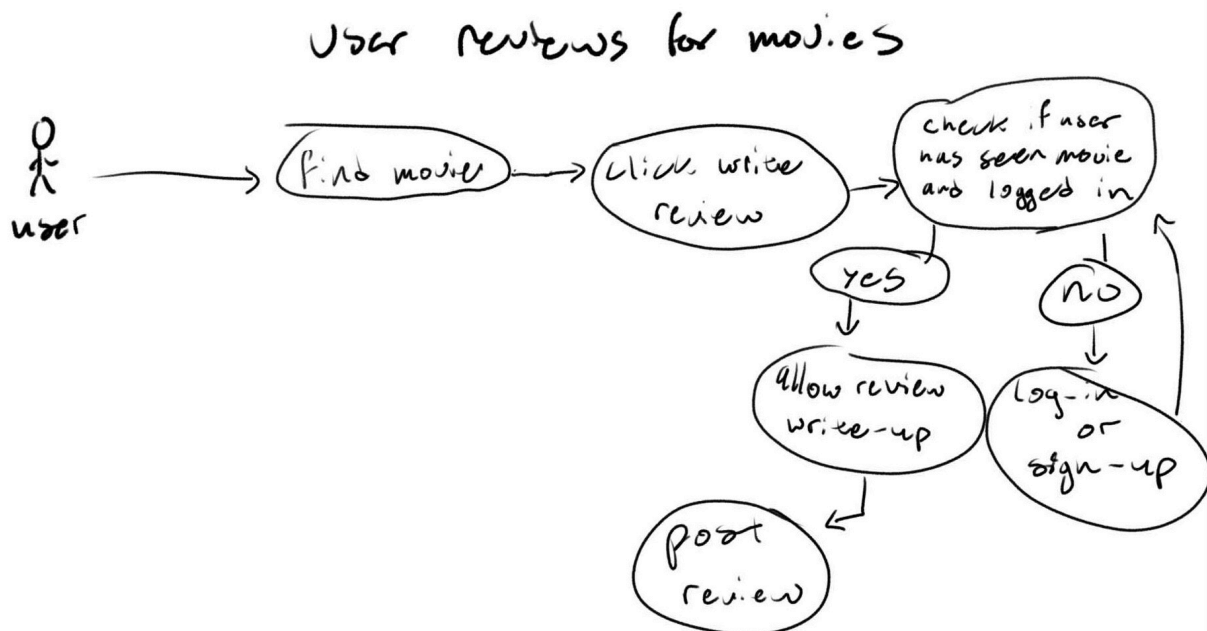 user reviews for movies
user
find movie
click write
review
check if user
has seen movie
and logged in
yes
no
allow review
write-up
log-in
or
sign-up
post
review